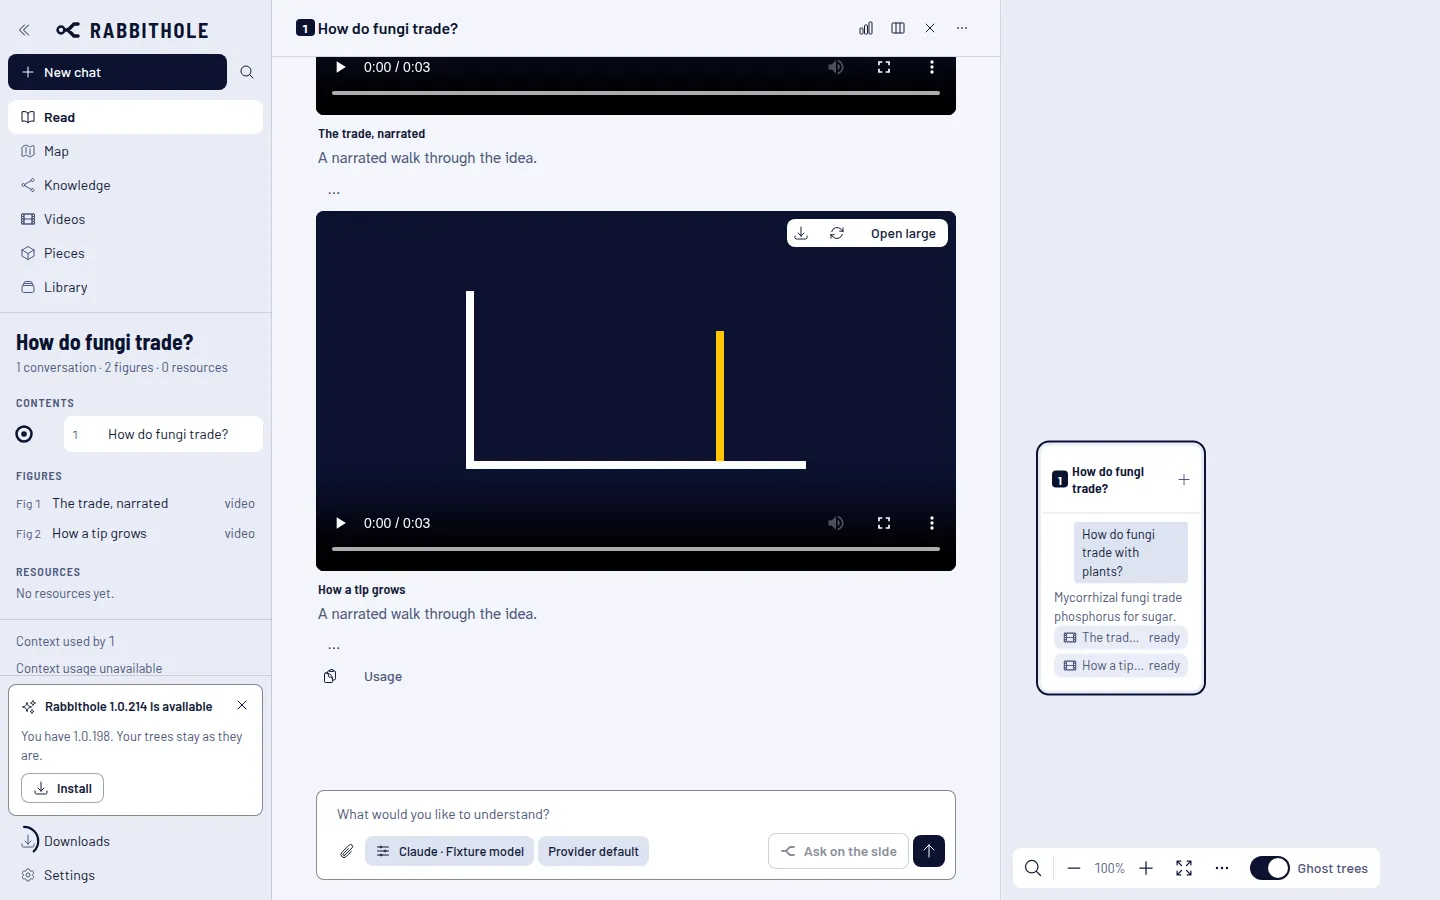 RABBITHOLE
New chat
Read
Map
Knowledge
Videos
Pieces
Library
How do fungi trade?
1 conversation · 2 figures · 0 resources
CONTENTS
1 How do fungi trade?
FIGURES
Fig 1 The trade, narrated video
Fig 2 How a tip grows video
RESOURCES
No resources yet.
Context used by 1
Context usage unavailable
Rabbithole 1.0.214 is available
You have 1.0.198. Your trees stay as they
are.
Install
Downloads
Settings
1 How do fungi trade?
0:00 / 0:03
The trade, narrated
A narrated walk through the idea.
...
Open large
0:00 / 0:03
How a tip grows
A narrated walk through the idea.
...
Usage
What would you like to understand?
Claude · Fixture model
Provider default
Ask on the side
1 How do fungi
trade?
How do fungi
trade with
plants?
Mycorrhizal fungi trade
phosphorus for sugar.
The trad... ready
How a tip... ready
100%
Ghost trees